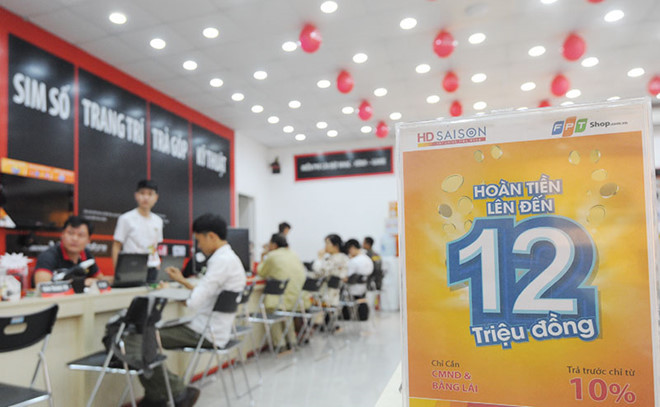 SIM SỐ
TRANG TRÍ
TRẢ GÓP
KỸ THUẬT
HD SAISON
FPT Shop.com.vn
HOÀN TIỀN
LÊN ĐẾN
12
Triệu đồng
Chỉ Cần
CMND &
BẰNG LÁI
Trả trước chỉ từ
10%